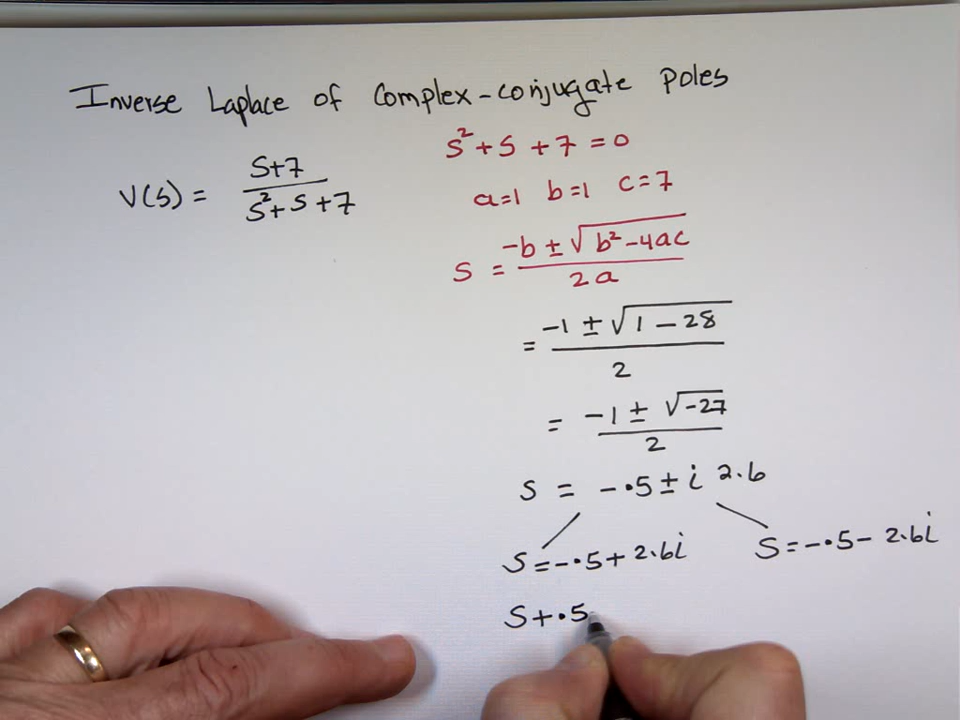 Inverse Laplace of Complex-conjugate Poles
V(s) = S+7 / S²+S+7
S²+S+7=0
a=1 b=1 c=7
S = -b ± √b²-4ac / 2a
= -1 ± √1-28 / 2
= -1 ± √-27 / 2
S = -.5 ± i 2.6
S=-.5+2.6i S=-.5-2.6i
S+.5